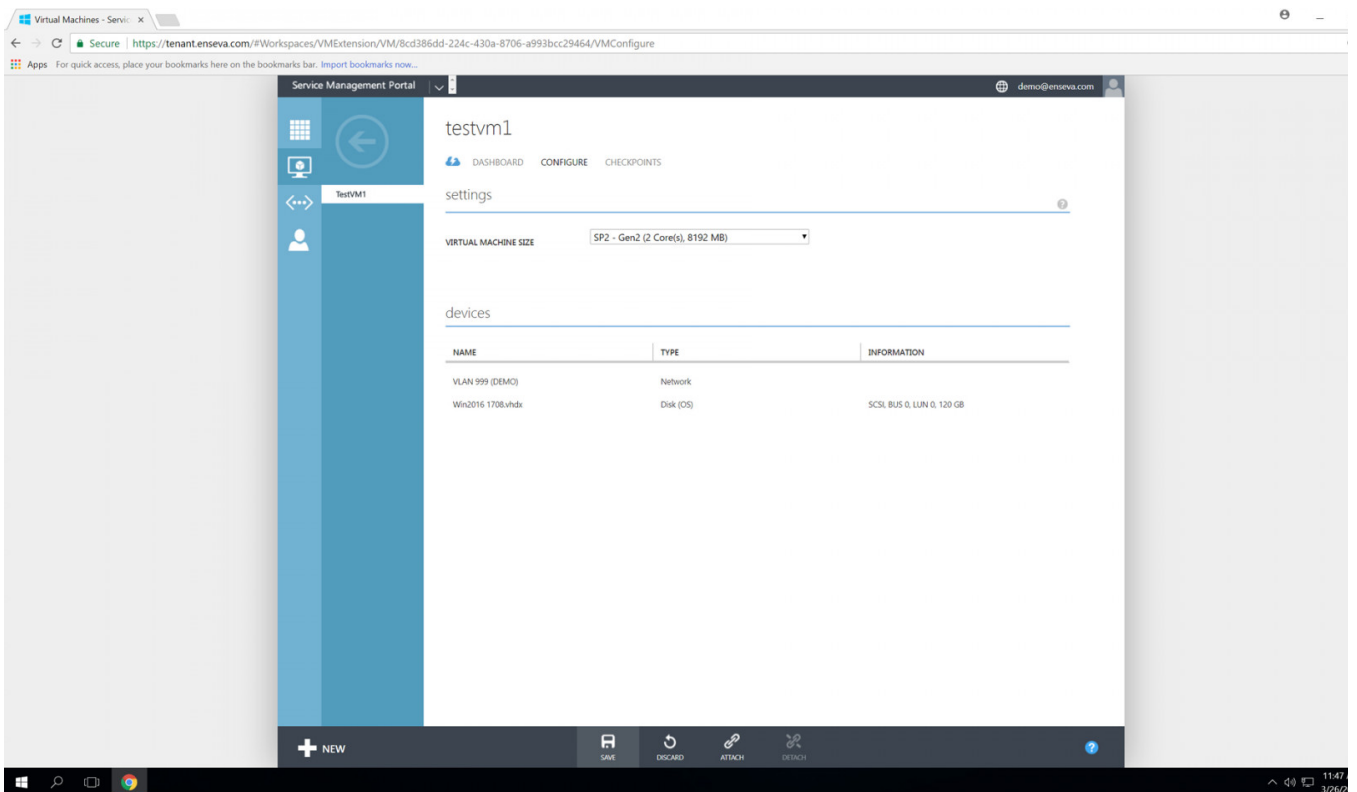 Virtual Machines - Servic
Secure https://tenant.enseva.com/#Workspaces/VMExtension/VM/8cd386dd-224c-430a-8706-a993bcc29464/VMConfigure
Apps For quick access, place your bookmarks here on the bookmarks bar. Import bookmarks now...
Service Management Portal
demo@enseva.com
testvm1
DASHBOARD CONFIGURE CHECKPOINTS
TestVM1
settings
VIRTUAL MACHINE SIZE SP2 - Gen2 (2 Core(s), 8192 MB)
devices
NAME TYPE INFORMATION
VLAN 999 (DEMO) Network
Win2016 1708.vhdx Disk (OS) SCSI, BUS 0, LUN 0, 120 GB
NEW SAVE DISCARD ATTACH DETACH
11:47
3/26/2